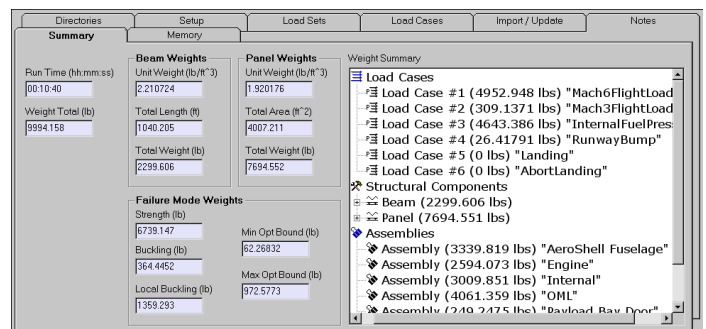 Directories Setup Load Sets Load Cases Import / Update Notes
Summary Memory
Run Time (hh:mm:ss)
00:10:40
Weight Total (lb)
9994.158
Beam Weights
Unit Weight (lb/ft^3)
2.210724
Total Length (ft)
1040.205
Total Weight (lb)
2299.606
Panel Weights
Unit Weight (lb/ft^3)
1.920176
Total Area (ft^2)
4007.211
Total Weight (lb)
7694.552
Failure Mode Weights
Strength (lb)
6739.147
Buckling (lb)
364.4452
Local Buckling (lb)
1359.293
Min Opt Bound (lb)
62.26832
Max Opt Bound (lb)
972.5773
Weight Summary
Load Cases
Load Case #1 (4952.948 lbs) "Mach6FlightLoad
Load Case #2 (309.1371 lbs) "Mach3FlightLoad
Load Case #3 (4643.386 lbs) "InternalFuelPres
Load Case #4 (26.41791 lbs) "RunwayBump"
Load Case #5 (0 lbs) "Landing"
Load Case #6 (0 lbs) "AbortLanding"
Structural Components
Beam (2299.606 lbs)
Panel (7694.551 lbs)
Assemblies
Assembly (3339.819 lbs) "AeroShell Fuselage"
Assembly (2594.073 lbs) "Engine"
Assembly (3009.851 lbs) "Internal"
Assembly (4061.359 lbs) "OML"
Assembly (249.2475 lbs) "Payload Bay Door"